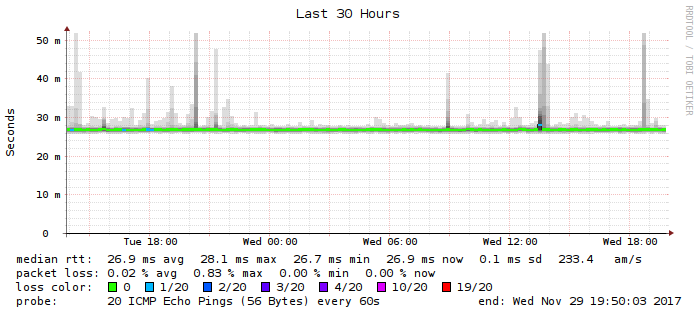 Last 30 Hours
RRDTOOL / TOBI OETIKER
Seconds
50 m
40 m
30 m
20 m
10 m
0
Tue 18:00 Wed 00:00 Wed 06:00 Wed 12:00 Wed 18:00
median rtt: 26.9 ms avg 28.1 ms max 26.7 ms min 26.9 ms now 0.1 ms sd 233.4 am/s
packet loss: 0.02 % avg 0.83 % max 0.00 % min 0.00 % now
loss color: 0 1/20 2/20 3/20 4/20 10/20 19/20
probe: 20 ICMP Echo Pings (56 Bytes) every 60s end: Wed Nov 29 19:50:03 2017